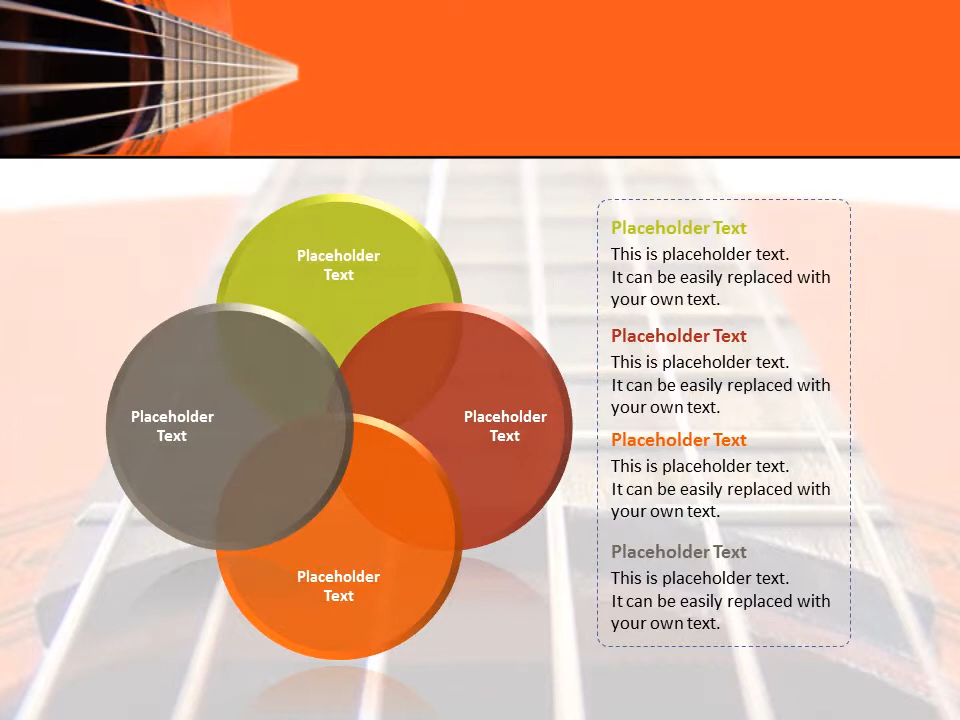 Placeholder
Text
Placeholder
Text
Placeholder
Text
Placeholder
Text
Placeholder Text
This is placeholder text.
It can be easily replaced with
your own text.
Placeholder Text
This is placeholder text.
It can be easily replaced with
your own text.
Placeholder Text
This is placeholder text.
It can be easily replaced with
your own text.
Placeholder Text
This is placeholder text.
It can be easily replaced with
your own text.